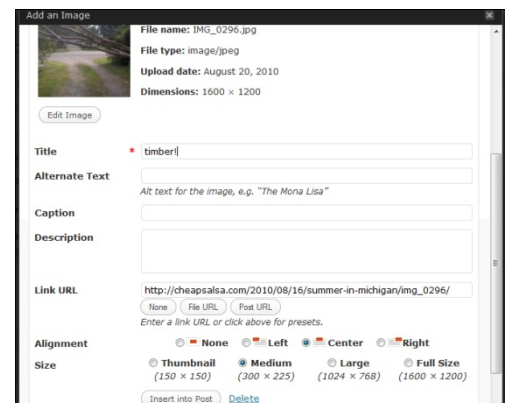 Add an Image
File name: IMG_0296.jpg
File type: image/jpeg
Upload date: August 20, 2010
Dimensions: 1600 × 1200
Edit Image
Title * timber!
Alternate Text
Alt text for the image, e.g. "The Mona Lisa"
Caption
Description
Link URL http://cheapsalsa.com/2010/08/16/summer-in-michigan/img_0296/
None File URL Post URL
Enter a link URL or click above for presets.
Alignment None Left Center Right
Size Thumbnail Medium Large Full Size
(150 × 150) (300 × 225) (1024 × 768) (1600 × 1200)
Insert into Post Delete